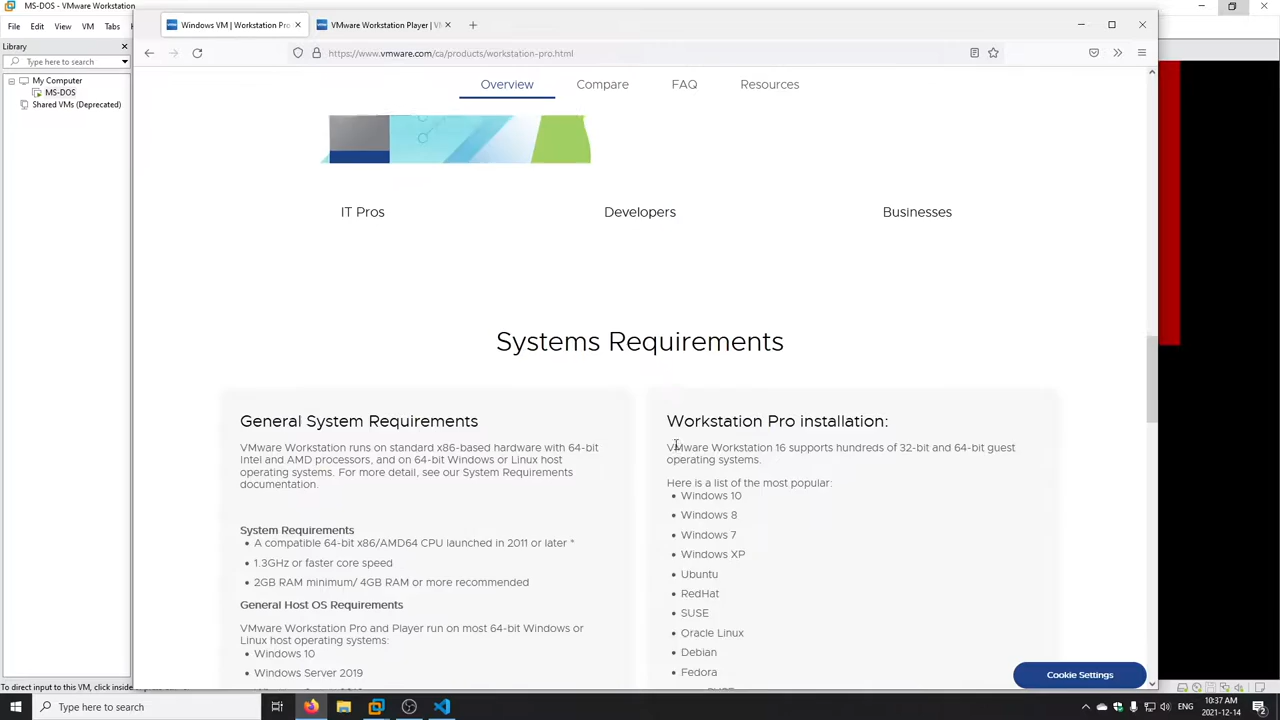 MS-DOS - VMware Workstation
File Edit View VM Tabs
Library
Type here to search
My Computer
MS-DOS
Shared VMs (Deprecated)
To direct input to this VM, click inside
Windows VM | Workstation Pro
VMware Workstation Player | VM
https://www.vmware.com/ca/products/workstation-pro.html
Overview Compare FAQ Resources
IT Pros Developers Businesses
Systems Requirements
General System Requirements
VMware Workstation runs on standard x86-based hardware with 64-bit
Intel and AMD processors, and on 64-bit Windows or Linux host
operating systems. For more detail, see our System Requirements
documentation.
System Requirements
• A compatible 64-bit x86/AMD64 CPU launched in 2011 or later *
• 1.3GHz or faster core speed
• 2GB RAM minimum/ 4GB RAM or more recommended
General Host OS Requirements
VMware Workstation Pro and Player run on most 64-bit Windows or
Linux host operating systems:
• Windows 10
• Windows Server 2019
Workstation Pro installation:
VMware Workstation 16 supports hundreds of 32-bit and 64-bit guest
operating systems.
Here is a list of the most popular:
• Windows 10
• Windows 8
• Windows 7
• Windows XP
• Ubuntu
• RedHat
• SUSE
• Oracle Linux
• Debian
• Fedora
Cookie Settings
Type here to search
ENG
10:37 AM
2021-12-14
2